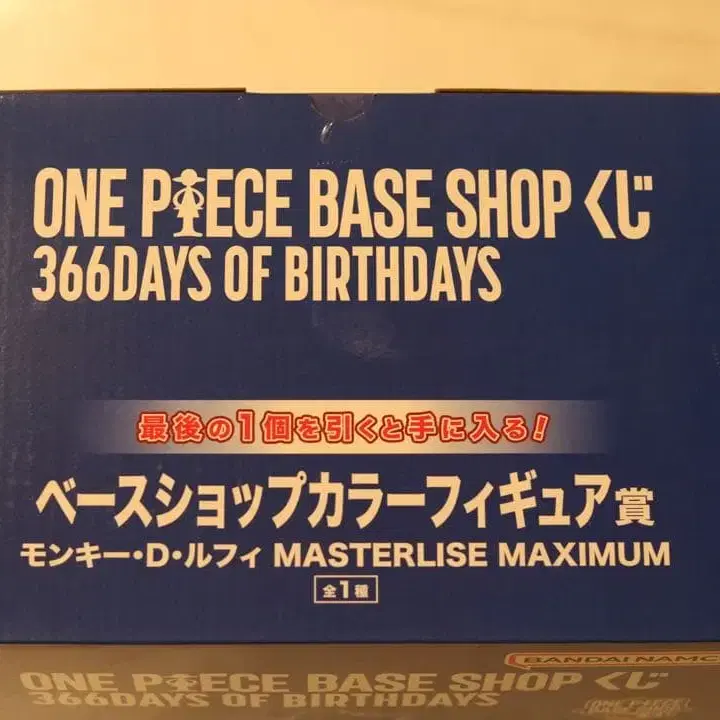 ONE PIECE BASE SHOP くじ
366DAYS OF BIRTHDAYS
最後の1個を引くと手に入る!
ベースショップカラーフィギュア賞
モンキー・D・ルフィ MASTERLISE MAXIMUM
全1種
BANDAI NAMC
ONE PIECE BASE SHOP くじ
366DAYS OF BIRTHDAYS